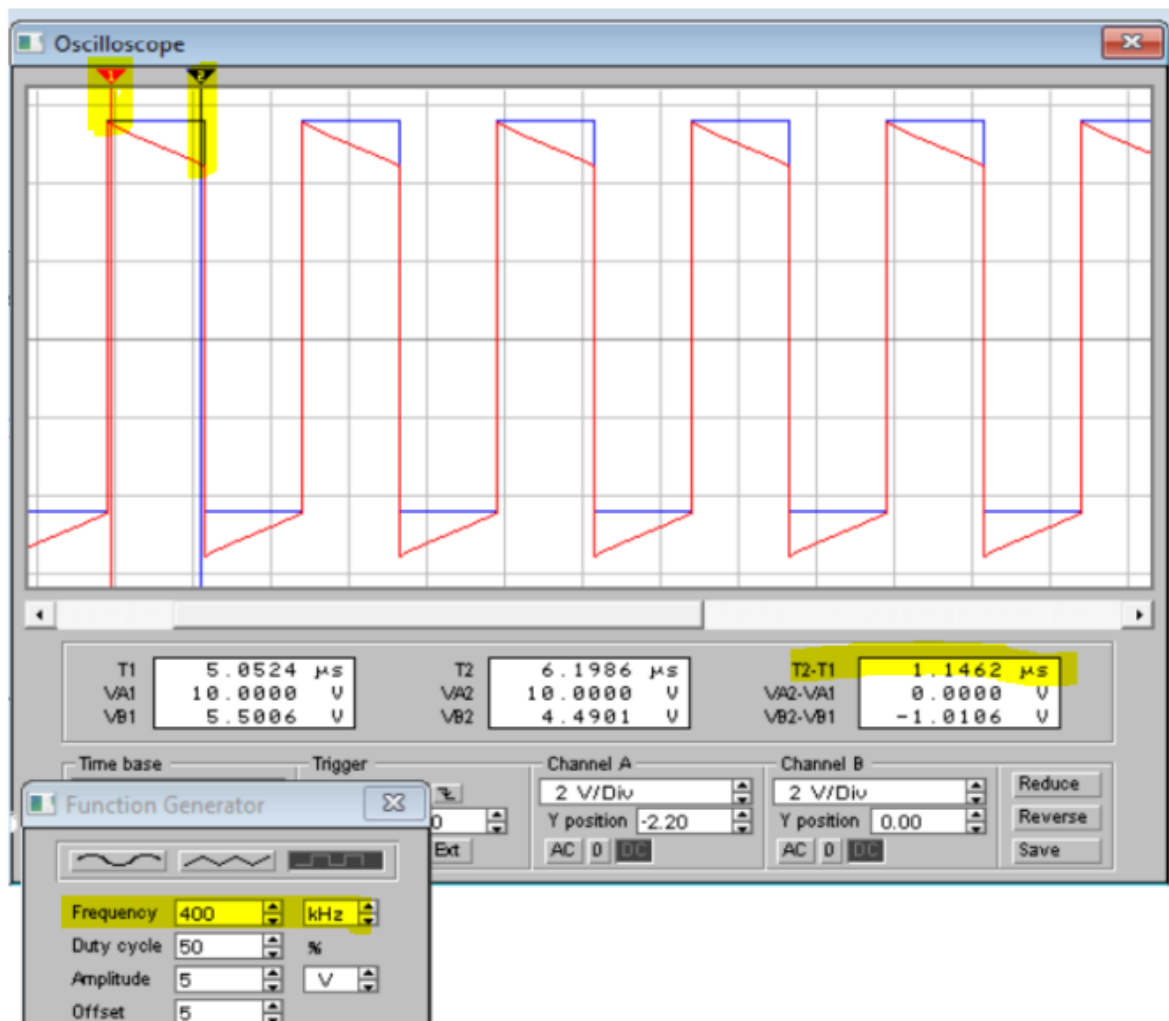 Oscilloscope
1 2
T1 5.0524 µs T2 6.1986 µs T2-T1 1.1462 µs
VA1 10.0000 V VA2 10.0000 V VA2-VA1 0.0000 V
VB1 5.5006 V VB2 4.4901 V VB2-VB1 -1.0106 V
Time base Trigger Channel A Channel B
2 V/Div 2 V/Div Reduce
0 Y position -2.20 Y position 0.00 Reverse
Ext AC 0 DC AC 0 DC Save
Function Generator
Frequency 400 kHz
Duty cycle 50 %
Amplitude 5 V
Offset 5